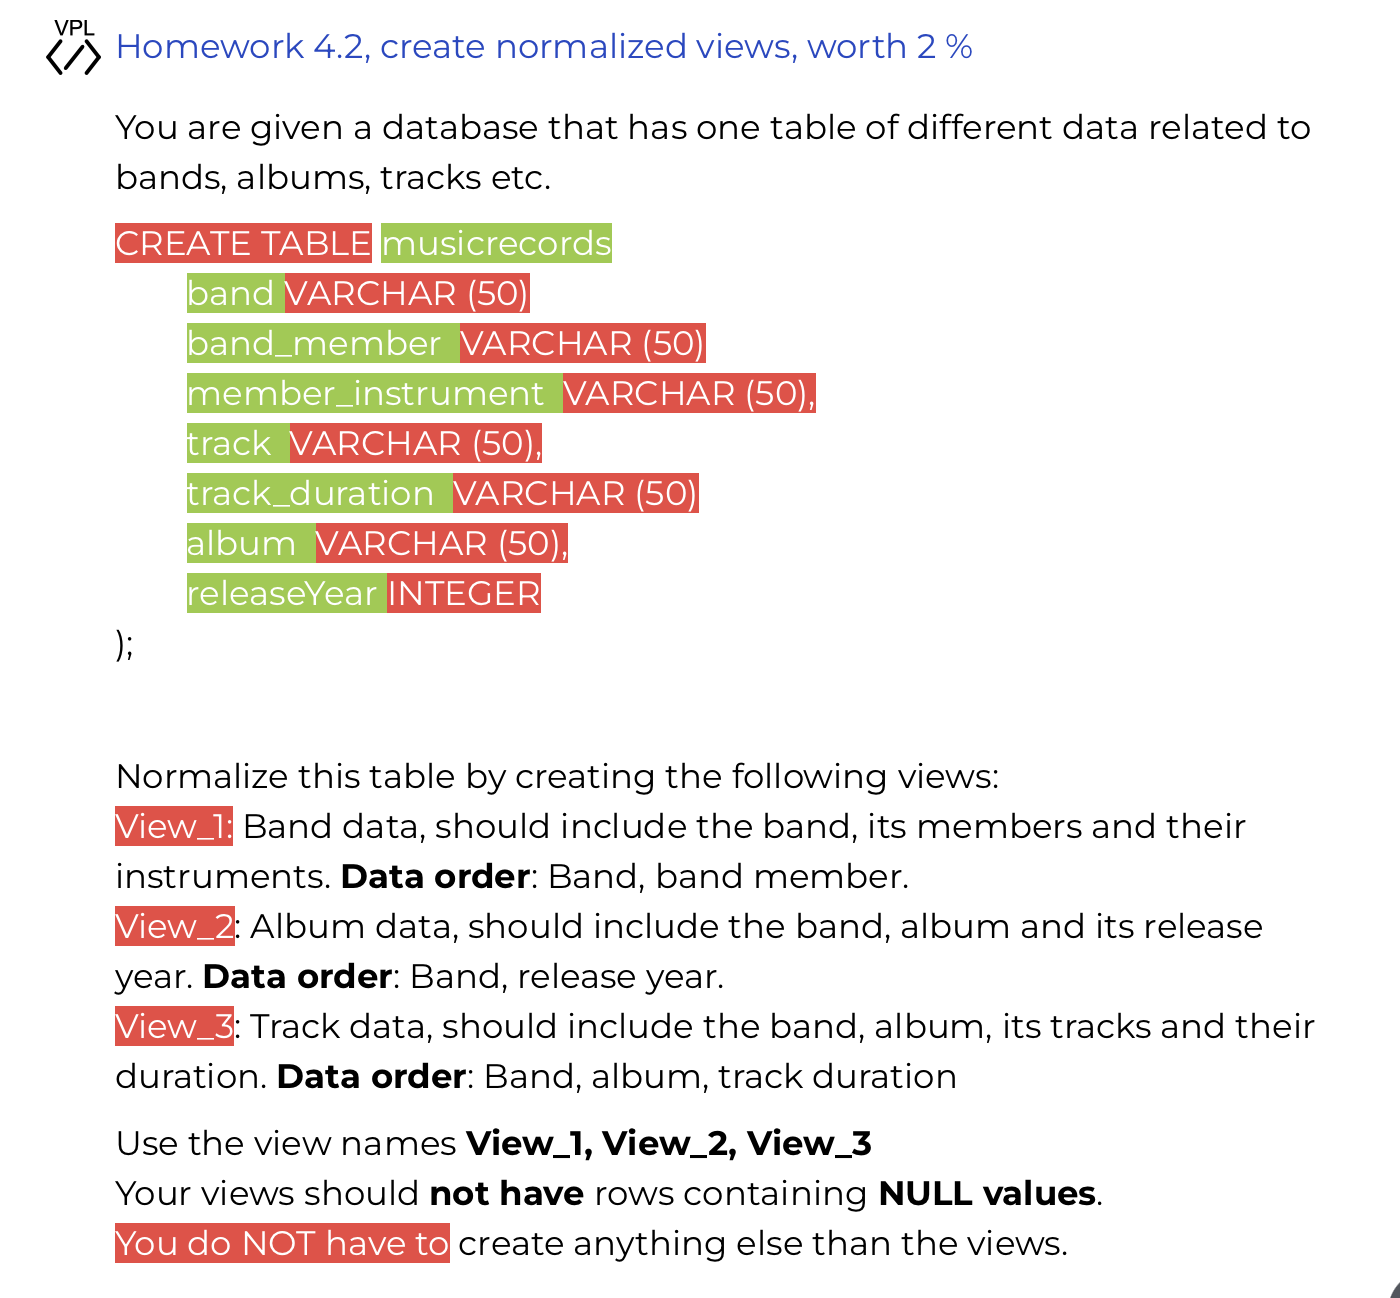 VPL
Homework 4.2, create normalized views, worth 2 %
You are given a database that has one table of different data related to
bands, albums, tracks etc.
CREATE TABLE musicrecords
band VARCHAR (50)
band_member VARCHAR (50)
member_instrument VARCHAR (50),
track VARCHAR (50),
track_duration VARCHAR (50)
album VARCHAR (50),
releaseYear INTEGER
);
Normalize this table by creating the following views:
View_1: Band data, should include the band, its members and their
instruments. Data order: Band, band member.
View_2: Album data, should include the band, album and its release
year. Data order: Band, release year.
View_3: Track data, should include the band, album, its tracks and their
duration. Data order: Band, album, track duration
Use the view names View_1, View_2, View_3
Your views should not have rows containing NULL values.
You do NOT have to create anything else than the views.